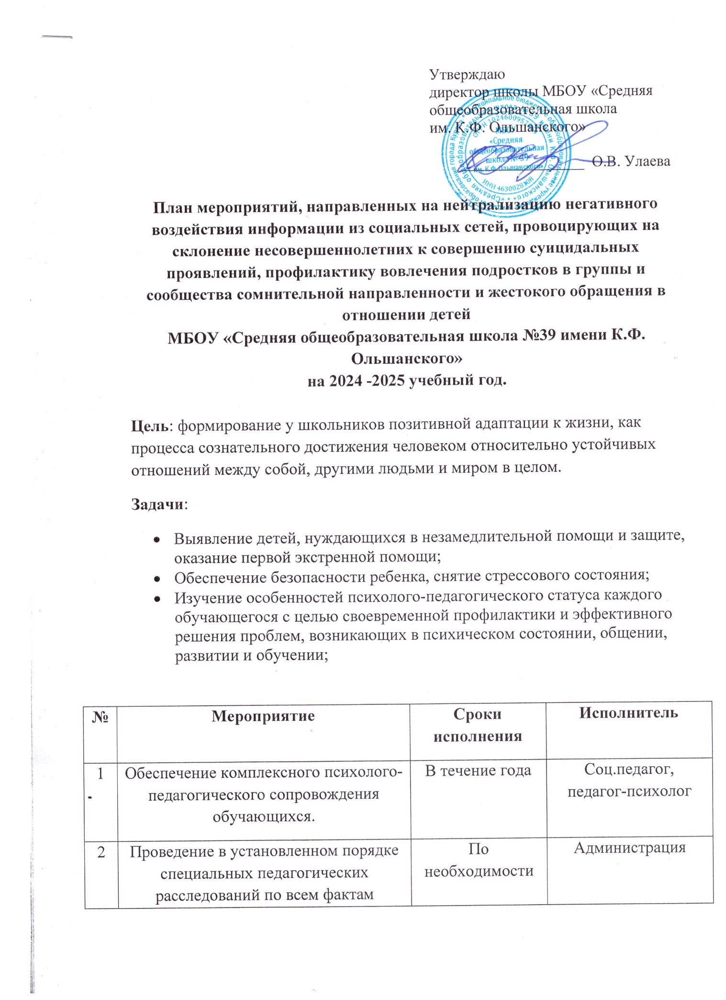 Утверждаю
директор школы МБОУ «Средняя
общеобразовательная школа
им. К.Ф. Ольшанского»
О.В. Улаева
МБОУ
«Средняя
общеобразовательная
школа № 39
им. К.Ф. Ольшанского»
ИНН 4630028108
План мероприятий, направленных на нейтрализацию негативного
воздействия информации из социальных сетей, провоцирующих на
склонение несовершеннолетних к совершению суицидальных
проявлений, профилактику вовлечения подростков в группы и
сообщества сомнительной направленности и жестокого обращения в
отношении детей
МБОУ «Средняя общеобразовательная школа №39 имени К.Ф.
Ольшанского»
на 2024 -2025 учебный год.
Цель: формирование у школьников позитивной адаптации к жизни, как
процесса сознательного достижения человеком относительно устойчивых
отношений между собой, другими людьми и миром в целом.
Задачи:
• Выявление детей, нуждающихся в незамедлительной помощи и защите,
оказание первой экстренной помощи;
• Обеспечение безопасности ребенка, снятие стрессового состояния;
• Изучение особенностей психолого-педагогического статуса каждого
обучающегося с целью своевременной профилактики и эффективного
решения проблем, возникающих в психическом состоянии, общении,
развитии и обучении;
№ Мероприятие Сроки Исполнитель
исполнения
1 Обеспечение комплексного психолого- В течение года Соц.педагог,
. педагогического сопровождения педагог-психолог
обучающихся.
2 Проведение в установленном порядке По Администрация
специальных педагогических необходимости
расследований по всем фактам